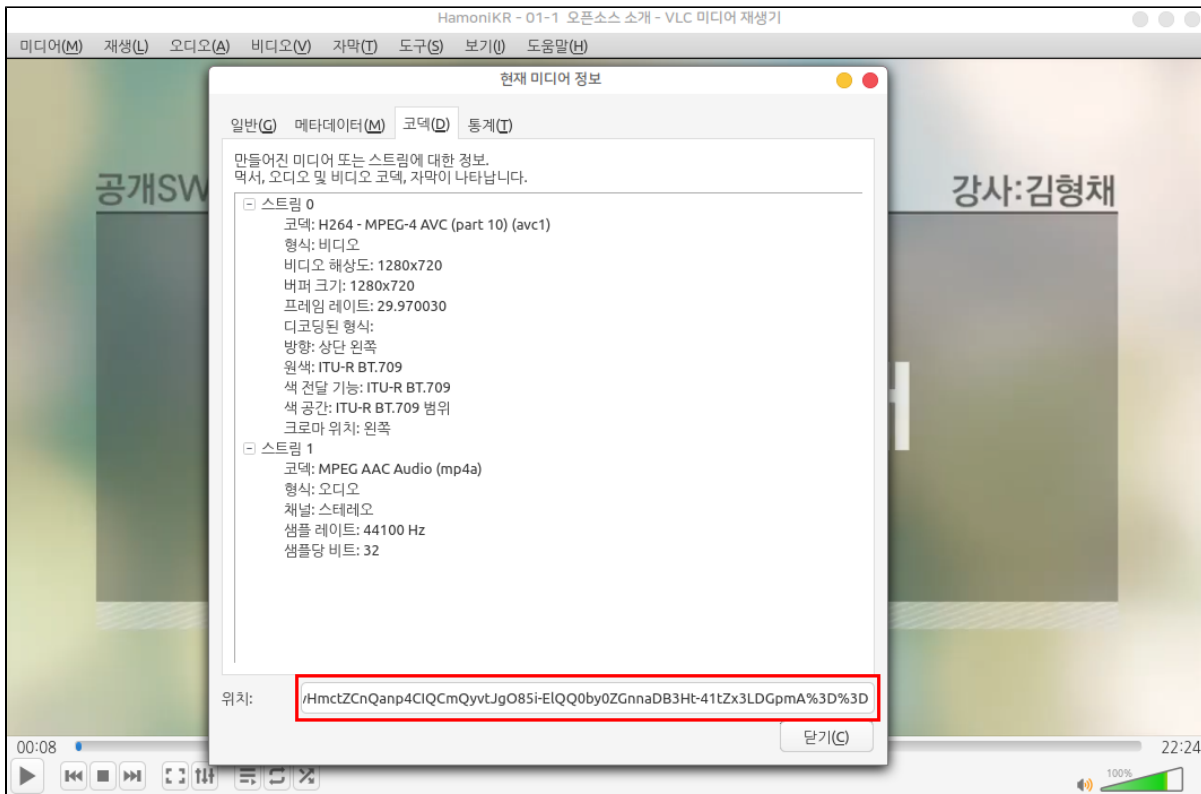 HamoniKR - 01-1 오픈소스 소개 - VLC 미디어 재생기
미디어(M) 재생(L) 오디오(A) 비디오(V) 자막(T) 도구(S) 보기(I) 도움말(H)
현재 미디어 정보
일반(G) 메타데이터(M) 코덱(D) 통계(T)
만들어진 미디어 또는 스트림에 대한 정보.
먹서, 오디오 및 비디오 코덱, 자막이 나타납니다.
공개SW
강사:김형채
스트림 0
코덱: H264 - MPEG-4 AVC (part 10) (avc1)
형식: 비디오
비디오 해상도: 1280x720
버퍼 크기: 1280x720
프레임 레이트: 29.970030
디코딩된 형식:
방향: 상단 왼쪽
원색: ITU-R BT.709
색 전달 기능: ITU-R BT.709
색 공간: ITU-R BT.709 범위
크로마 위치: 왼쪽
스트림 1
코덱: MPEG AAC Audio (mp4a)
형식: 오디오
채널: 스테레오
샘플 레이트: 44100 Hz
샘플당 비트: 32
H
위치: /HmctZCnQanp4CIQCmQyvtJgO85i-ElQQ0by0ZGnnaDB3Ht-41tZx3LDGpmA%3D%3D
닫기(C)
00:08 22:24
100%